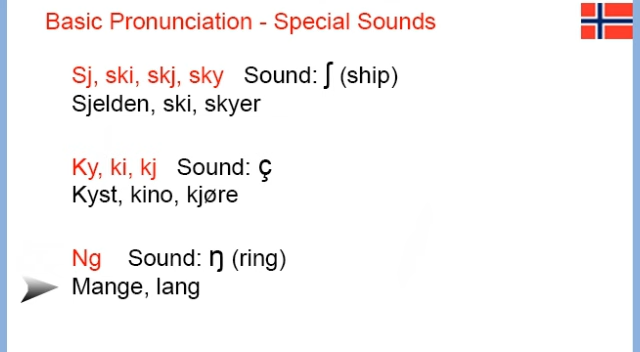 Basic Pronunciation - Special Sounds
Sj, ski, skj, sky Sound: ʃ (ship)
Sjelden, ski, skyer
Ky, ki, kj Sound: ç
Kyst, kino, kjøre
Ng Sound: ŋ (ring)
Mange, lang